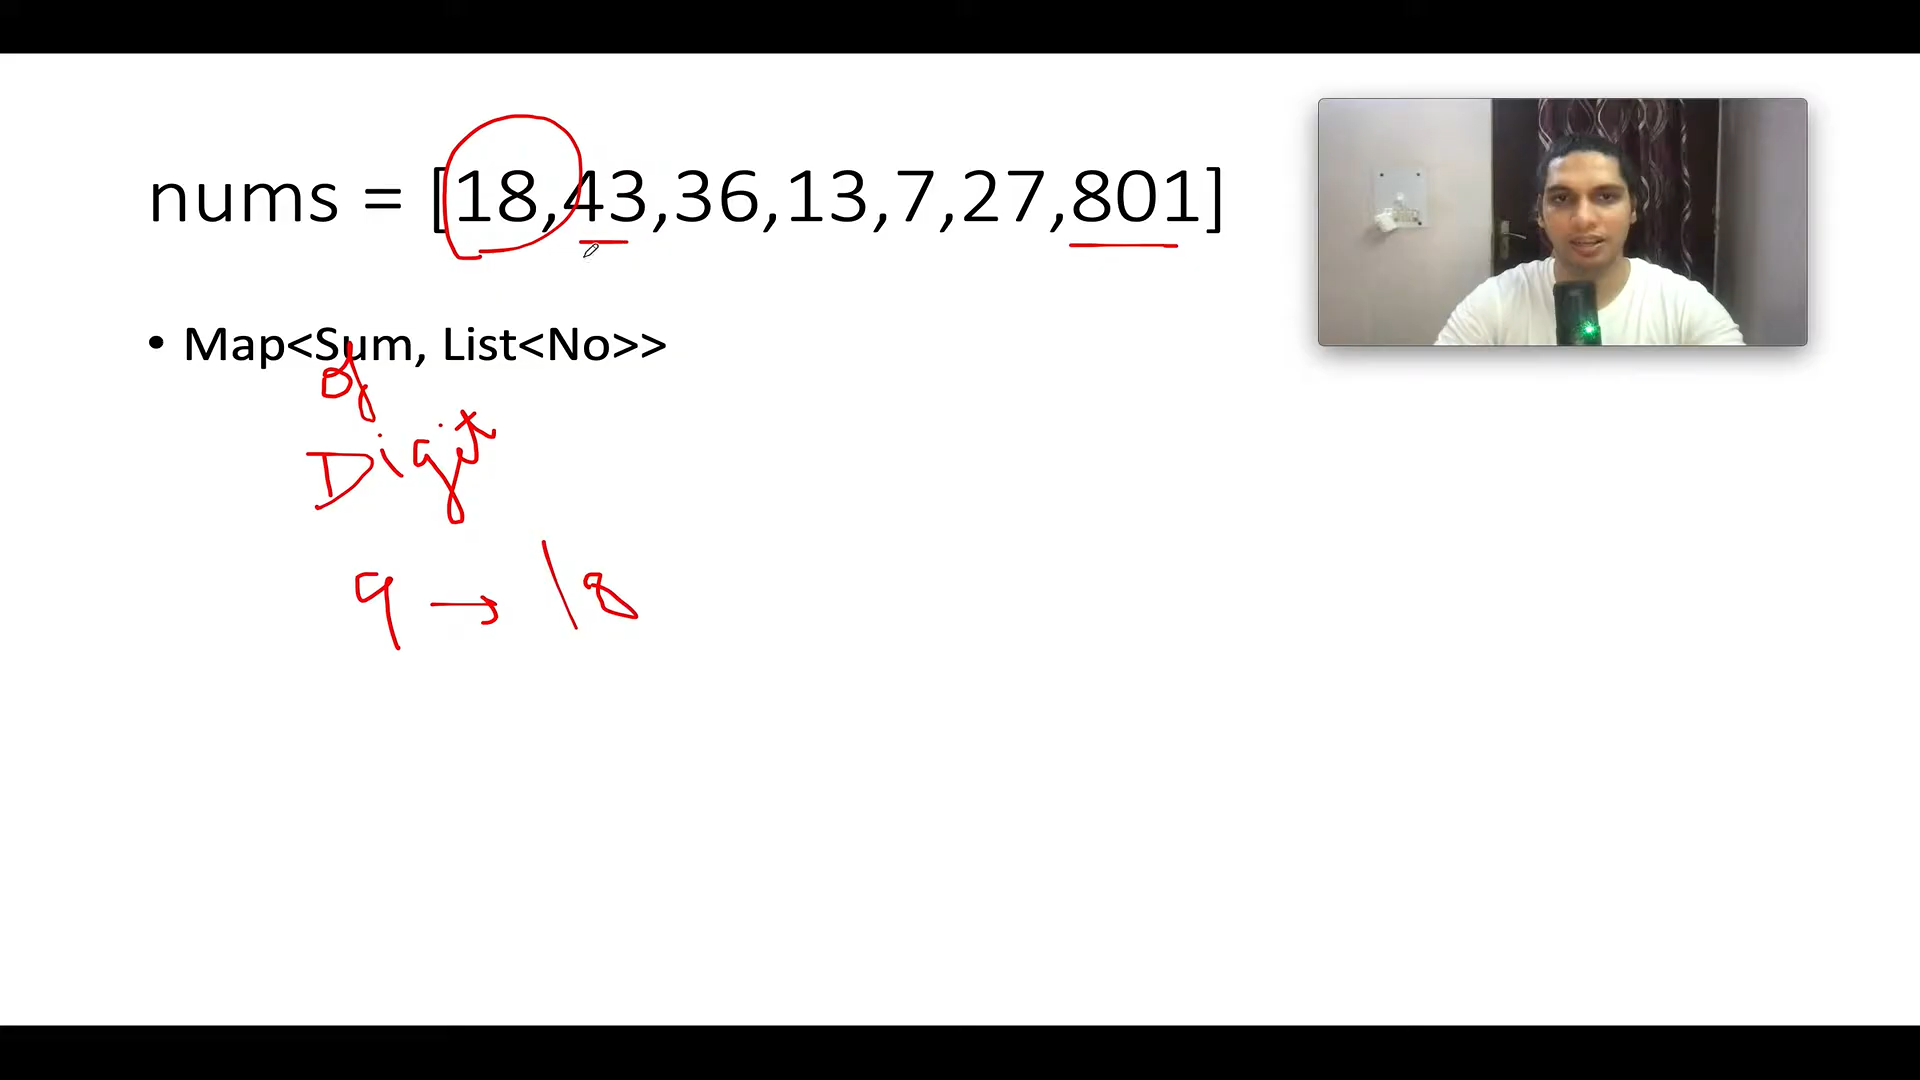 nums = [18,43,36,13,7,27,801]
• Map<Sum, List<No>>
of
Digit
9 → 18